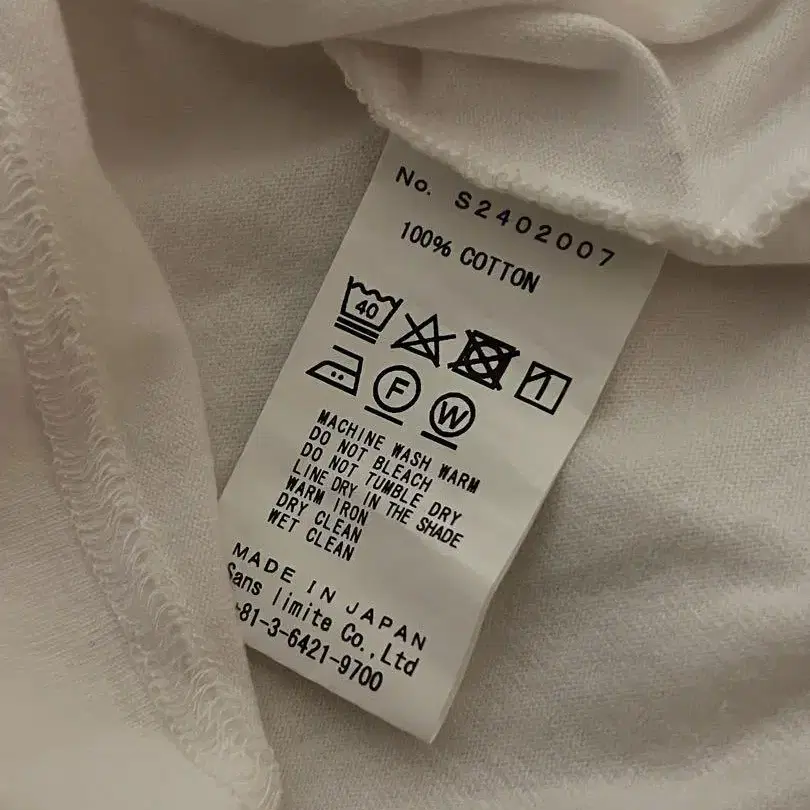 No. S2402007
100% COTTON
40
F W
MACHINE WASH WARM
DO NOT BLEACH
DO NOT TUMBLE DRY
LINE DRY IN THE SHADE
WARM IRON
DRY CLEAN
WET CLEAN
MADE IN JAPAN
Sans limite Co.,Ltd
+81-3-6421-9700